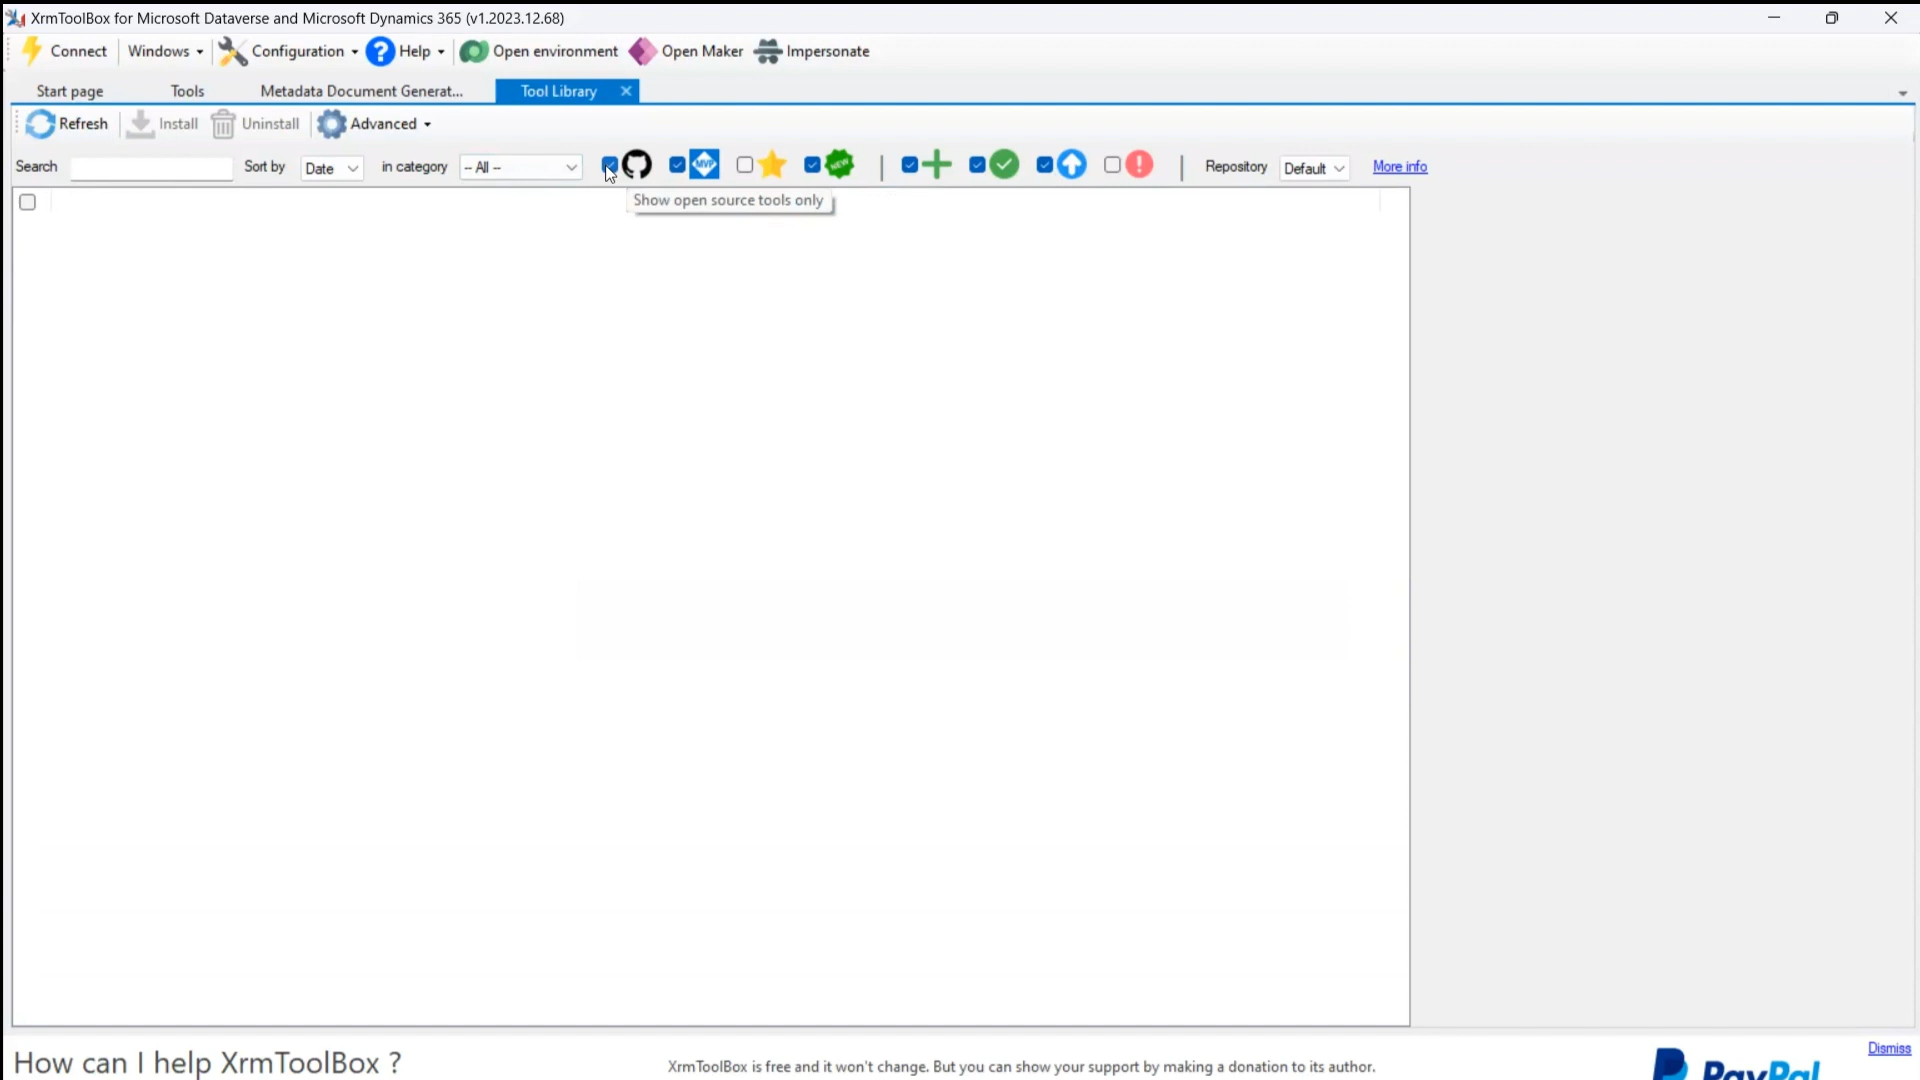 XrmToolBox for Microsoft Dataverse and Microsoft Dynamics 365 (v1.2023.12.68)
Connect Windows Configuration ? Help Open environment Open Maker Impersonate
Start page Tools Metadata Document Generat... Tool Library
Refresh Install Uninstall Advanced
Search Sort by Date in category -- All -- MVP NEW ! Repository Default More info
Show open source tools only
Dismiss
How can I help XrmToolBox ? XrmToolBox is free and it won't change. But you can show your support by making a donation to its author. PayPal